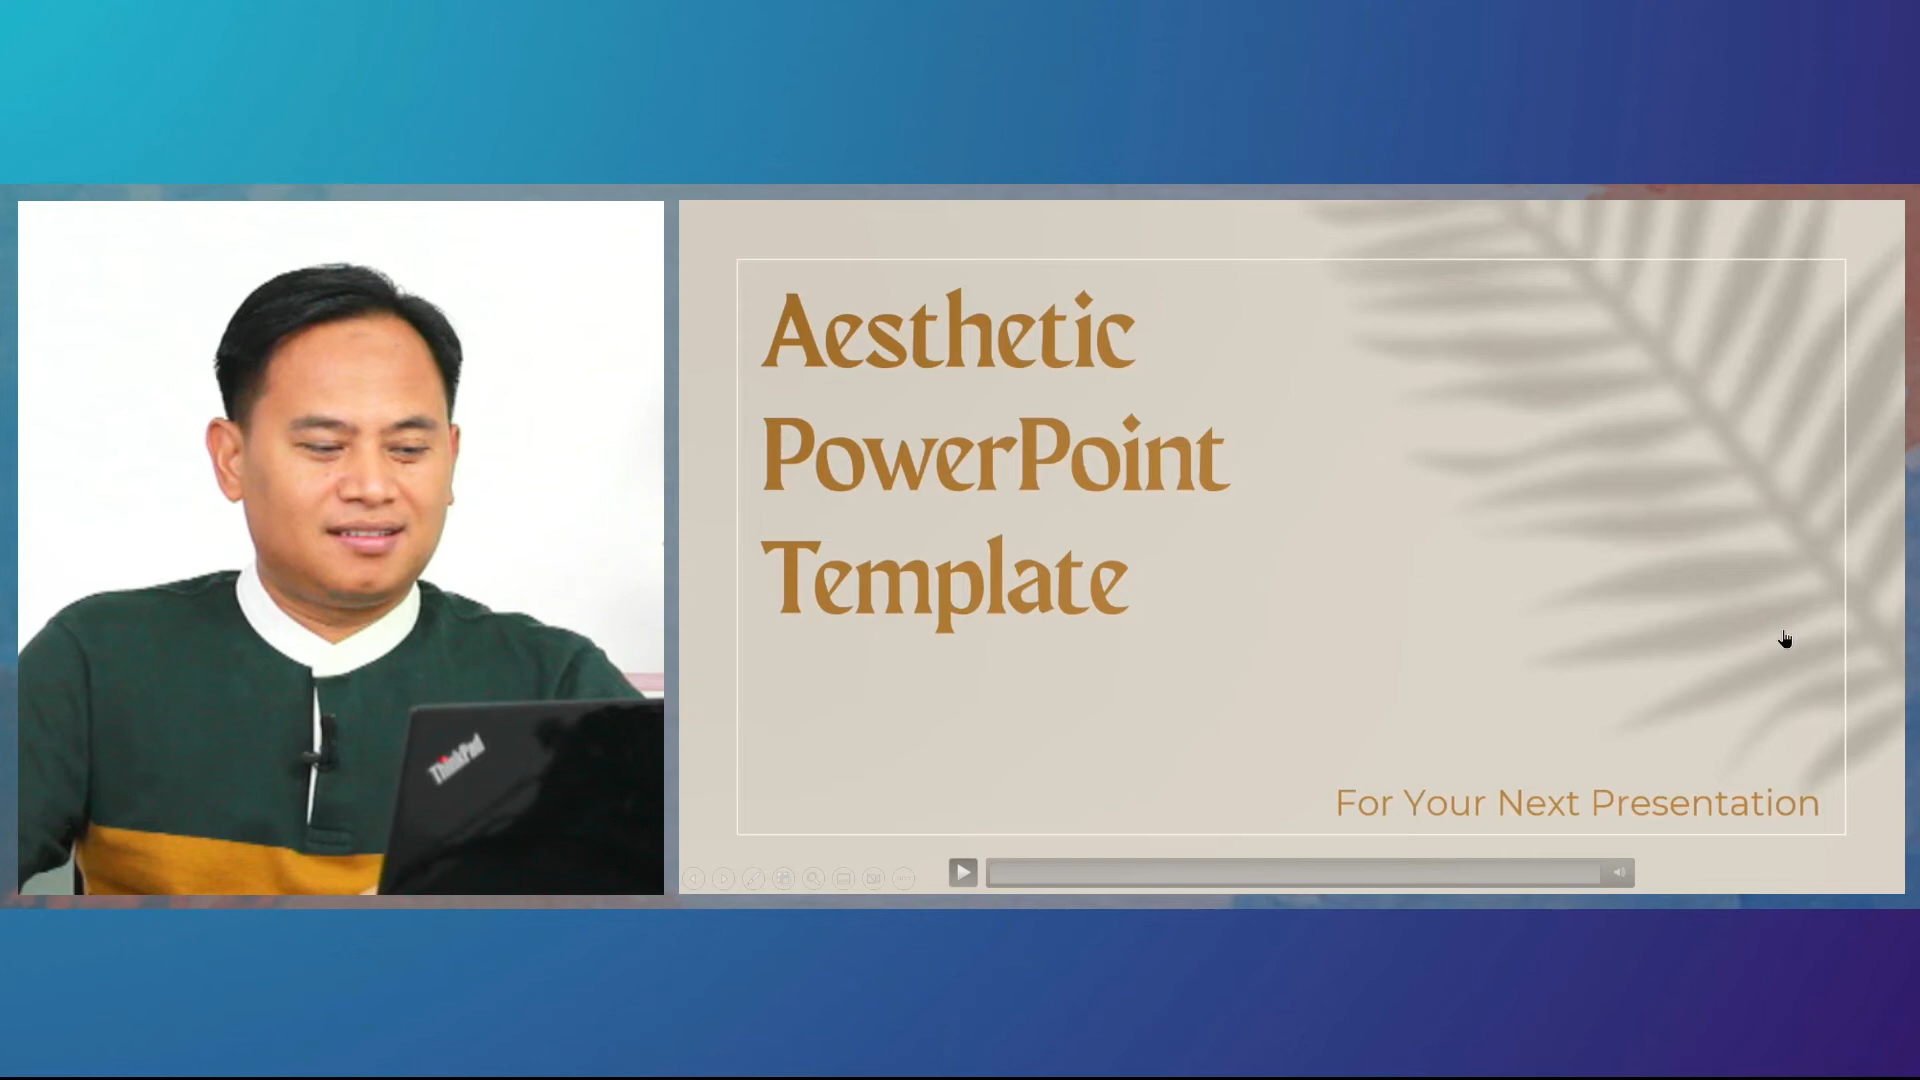 ThinkPad
Aesthetic
PowerPoint
Template
For Your Next Presentation